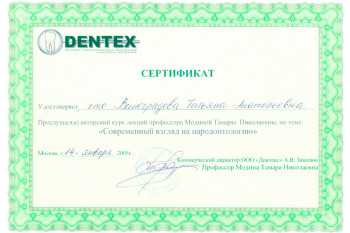 DENTEX
СЕРТИФИКАТ
Удостоверяет, что Виноградова Татьяна Анатольевна
Прослушал(а) авторский курс лекций профессора Модиной Тамары Николаевны, по теме
«Современный взгляд на пародонтологию»
Москва « 14 » января 2005г.
Коммерческий директор ООО «Дентекс» А.В.
Профессор Модина Тамара Николаевна